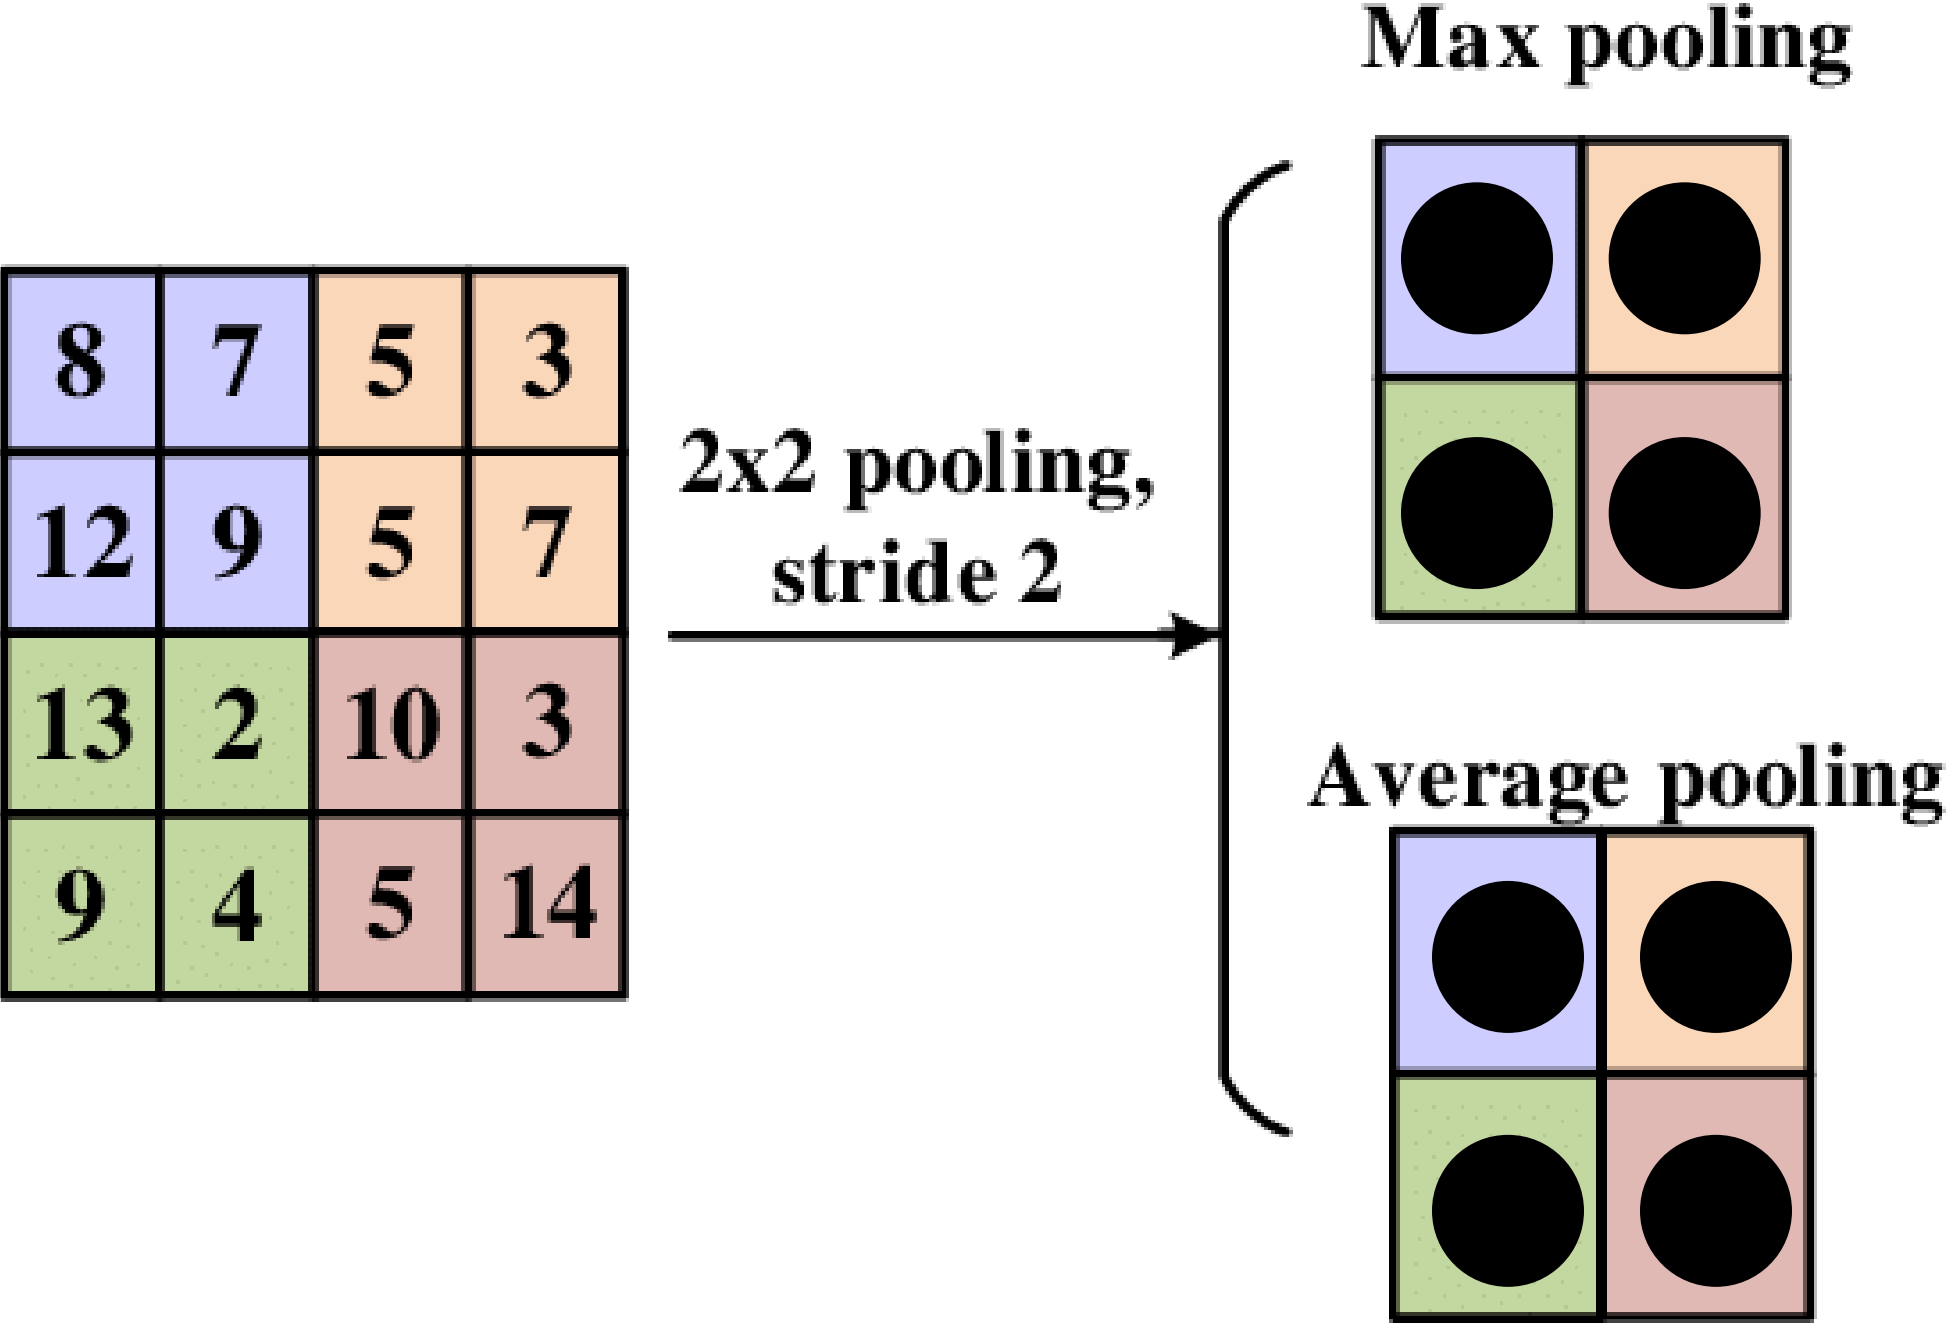 Max pooling
8 7 5 3
12 9 5 7
13 2 10 3
9 4 5 14
2x2 pooling,
stride 2
Average pooling